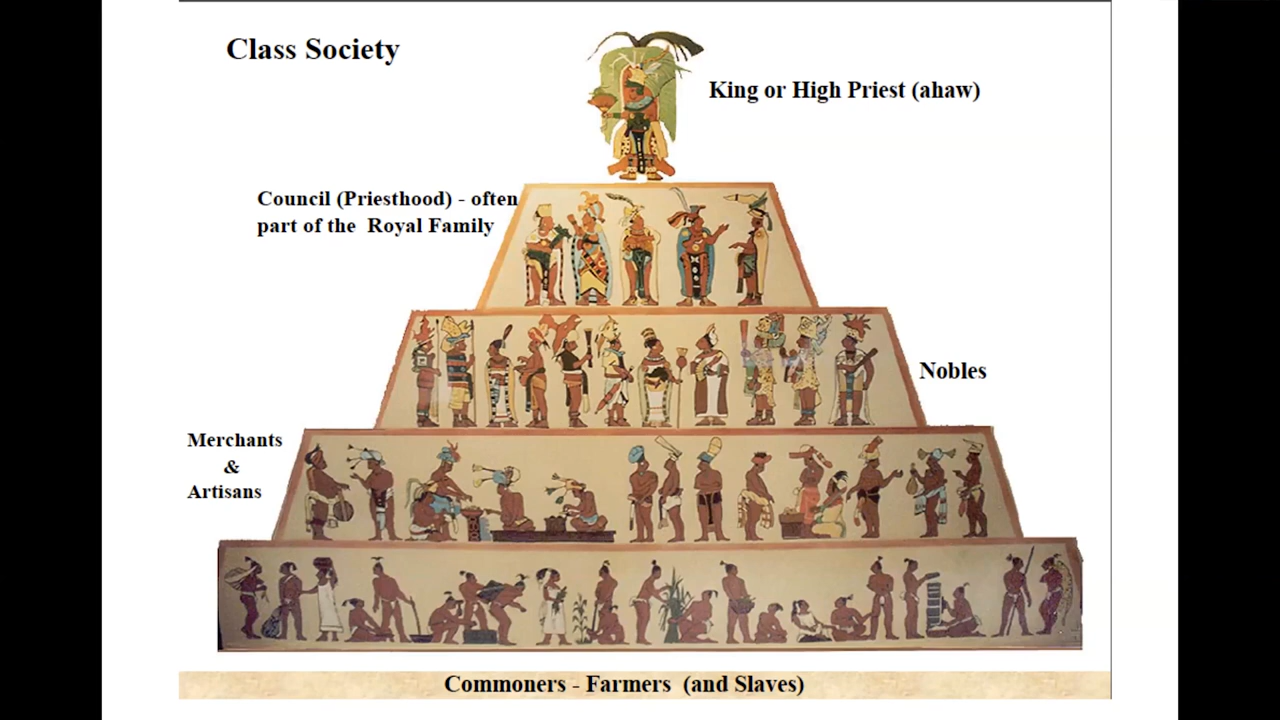 Class Society
King or High Priest (ahaw)
Council (Priesthood) - often
part of the Royal Family
Nobles
Merchants
&
Artisans
Commoners - Farmers (and Slaves)